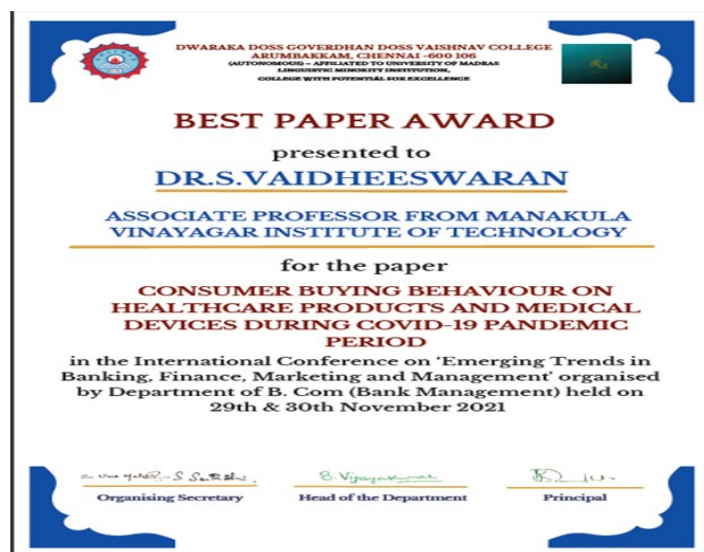 DWARAKA DOSS GOVERDHAN DOSS VAISHNAV COLLEGE
ARUMBAKKAM, CHENNAI -600 106
(AUTONOMOUS) – AFFILIATED TO UNIVERSITY OF MADRAS
LINGUISTIC MINORITY INSTITUTION,
COLLEGE WITH POTENTIAL FOR EXCELLENCE
BEST PAPER AWARD
presented to
DR.S.VAIDHEESWARAN
ASSOCIATE PROFESSOR FROM MANAKULA
VINAYAGAR INSTITUTE OF TECHNOLOGY
for the paper
CONSUMER BUYING BEHAVIOUR ON
HEALTHCARE PRODUCTS AND MEDICAL
DEVICES DURING COVID-19 PANDEMIC
PERIOD
in the International Conference on 'Emerging Trends in
Banking, Finance, Marketing and Management' organised
by Department of B. Com (Bank Management) held on
29th & 30th November 2021
Organising Secretary
Head of the Department
Principal